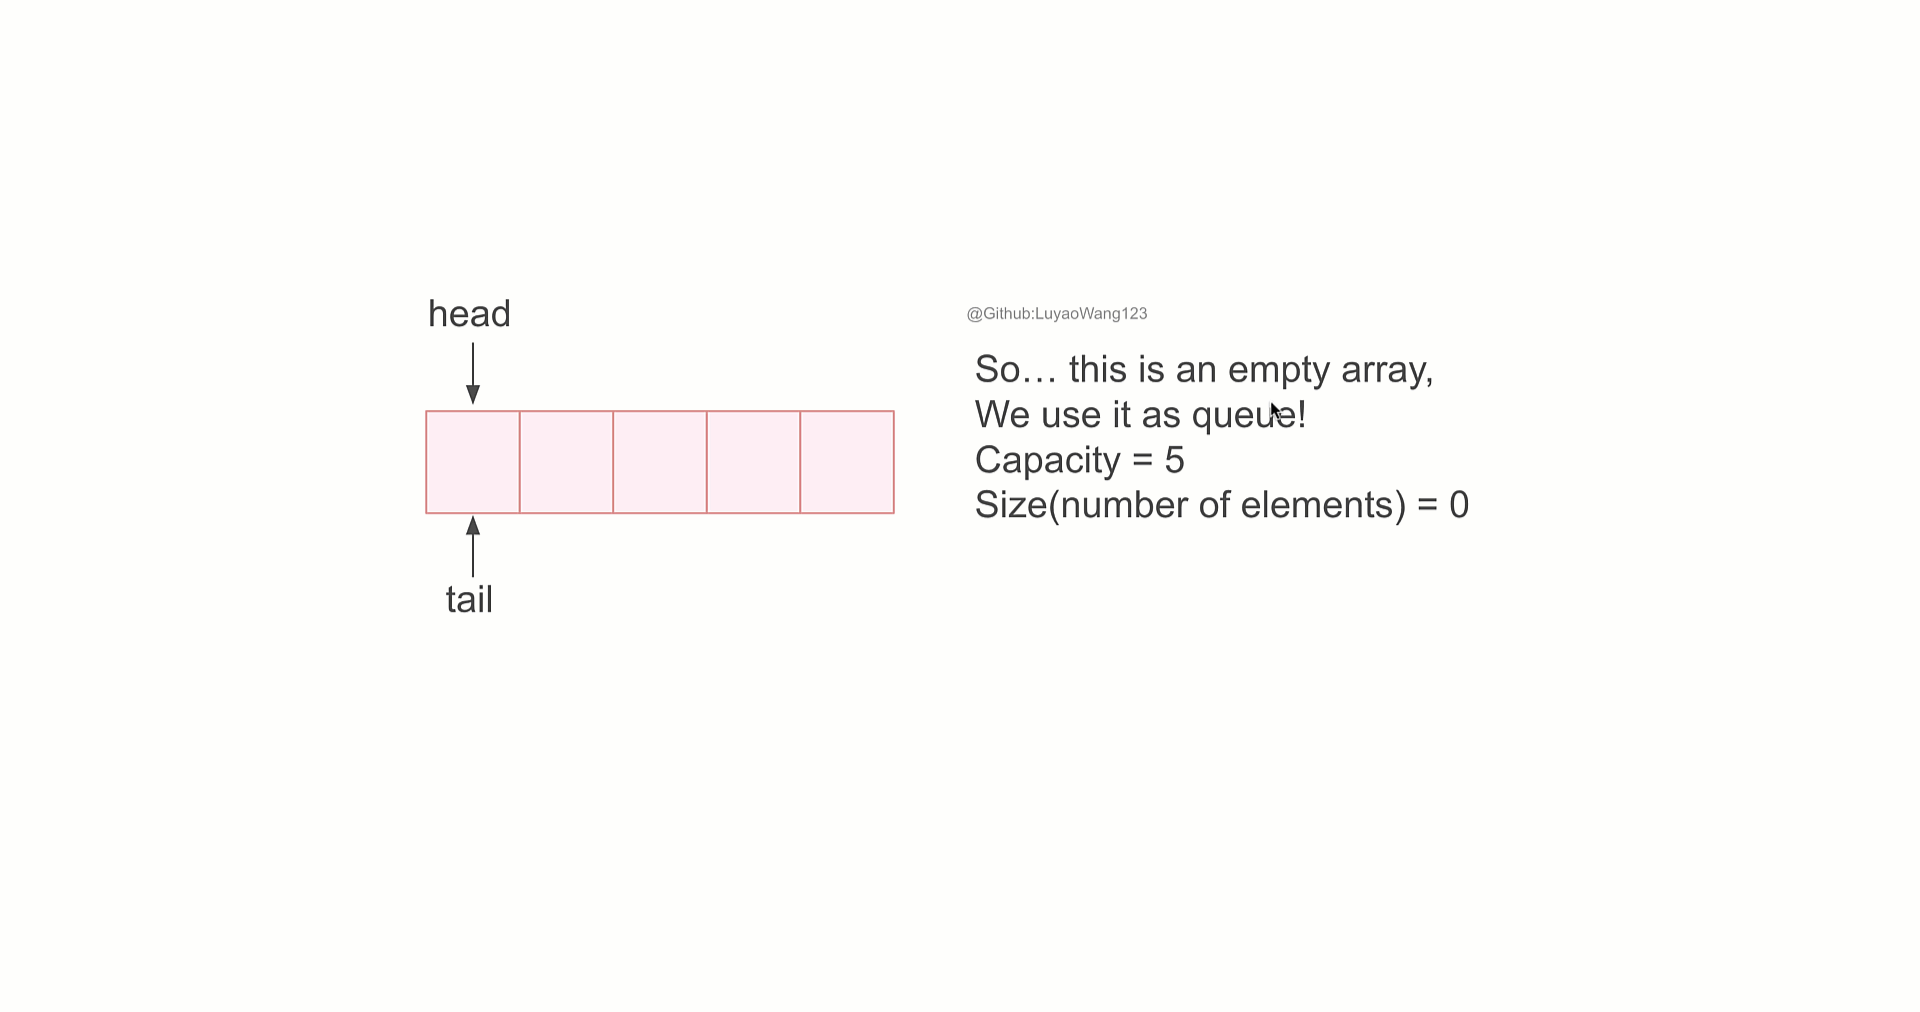 head
tail
@Github:LuyaoWang123
So… this is an empty array,
We use it as queue!
Capacity = 5
Size(number of elements) = 0